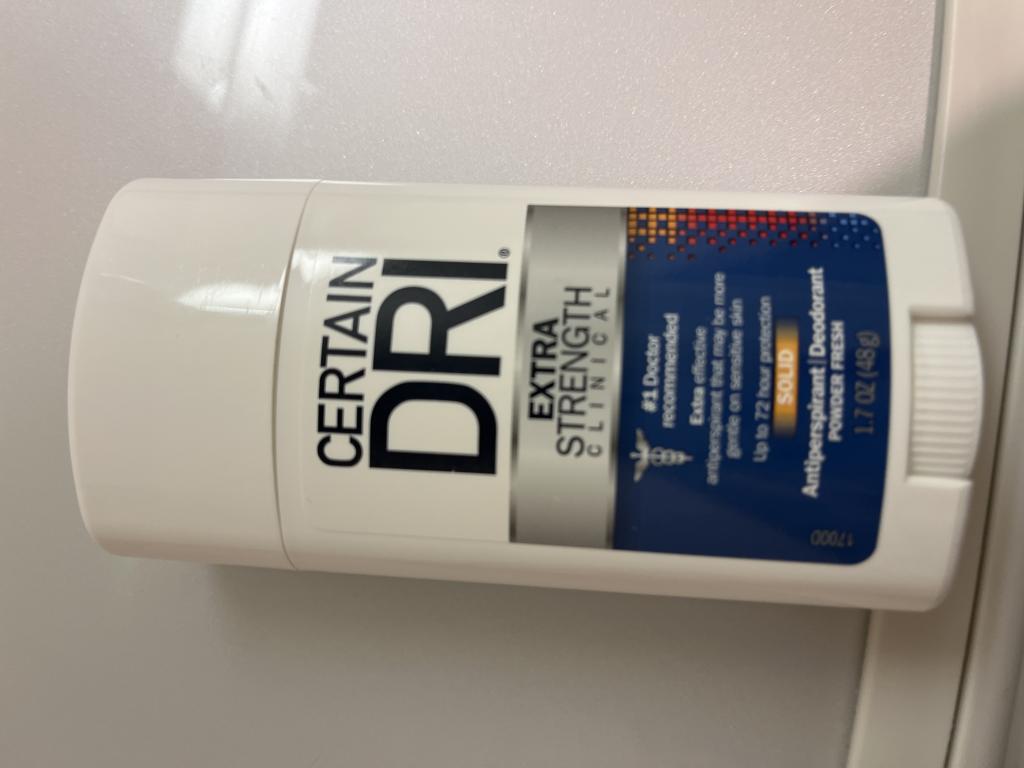 CERTAIN
DRI®
EXTRA
STRENGTH
CLINICAL
#1 Doctor
recommended
Extra effective
antiperspirant that may be more
gentle on sensitive skin
Up to 72 hour protection
SOLID
Antiperspirant | Deodorant
POWDER FRESH
1.7 OZ (48g)
1700D